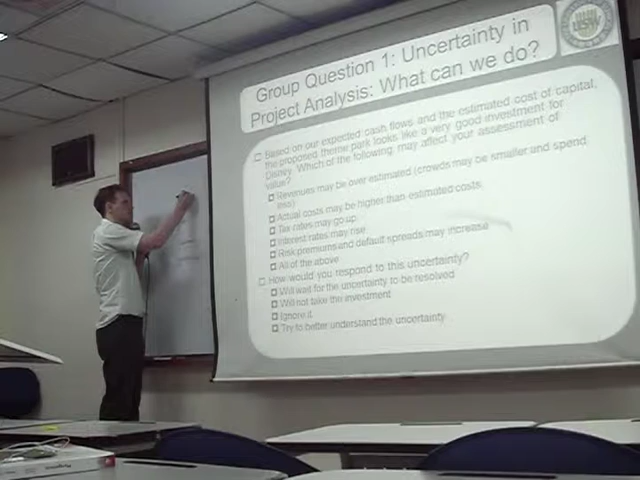 Group Question 1: Uncertainty in
Project Analysis: What can we do?
Based on our expected cash flows and the estimated cost of capital,
the proposed theme park looks like a very good investment for
Disney. Which of the following may affect your assessment of
value?
Revenues may be over estimated (crowds may be smaller and spend
less)
Actual costs may be higher than estimated costs
Tax rates may go up
Interest rates may rise
Risk premiums and default spreads may increase
All of the above
How would you respond to this uncertainty?
Will wait for the uncertainty to be resolved
Will not take the investment
Ignore it
Try to better understand the uncertainty